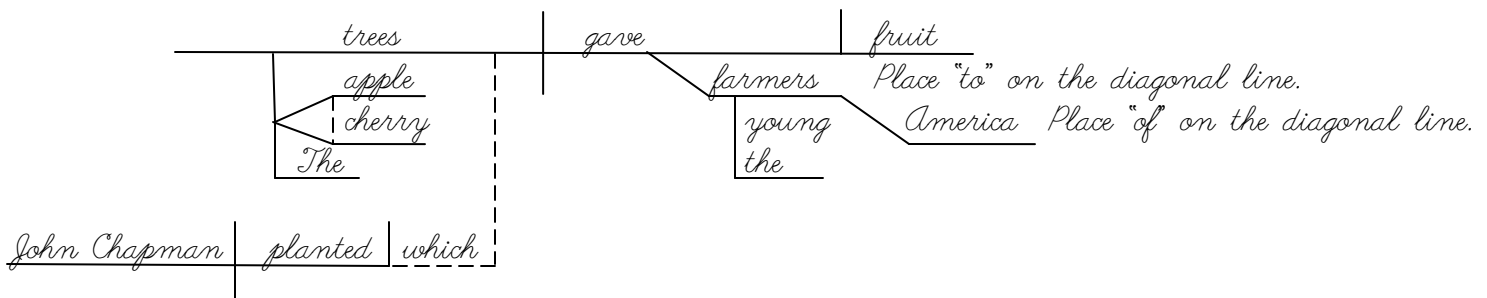 trees gave fruit
apple farmers Place “to” on the diagonal line.
cherry young America Place “of” on the diagonal line.
The the
John Chapman planted which